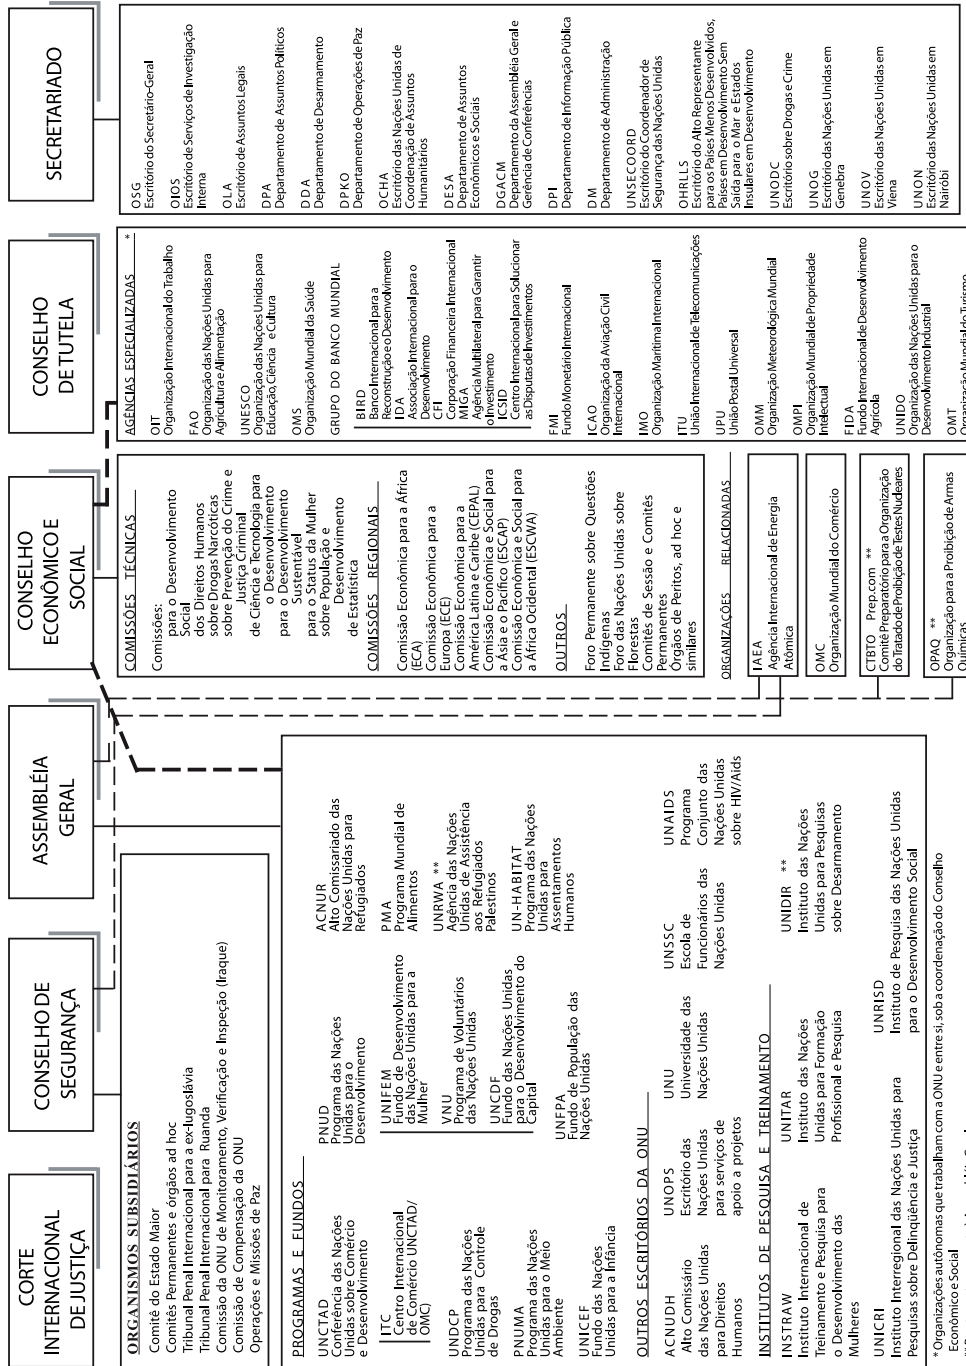 CORTE
INTERNACIONAL
DE JUSTIÇA
CONSELHO DE
SEGURANÇA
ASSEMBLÉIA
GERAL
CONSELHO
ECONÔMICO E
SOCIAL
CONSELHO
DE TUTELA
SECRETARIADO
ORGANISMOS SUBSIDIÁRIOS
Comitê do Estado Maior
Comitês Permanentes e órgãos ad hoc
Tribunal Penal Internacional para a ex-Iugoslávia
Tribunal Penal Internacional para Ruanda
Comissão da ONU de Monitoramento, Verificação e Inspeção (Iraque)
Comissão de Compensação da ONU
Operações e Missões de Paz
PROGRAMAS E FUNDOS
UNCTAD
Conferência das Nações
Unidas sobre Comércio
e Desenvolvimento
ITC
Centro Internacional
de Comércio UNCTAD/
OMC)
UNDCP
Programa das Nações
Unidas para Controle
de Drogas
PNUMA
Programa das Nações
Unidas para o Meio
Ambiente
UNICEF
Fundo das Nações
Unidas para a Infância
PNUD
Programa das Nações
Unidas para o
Desenvolvimento
UNIFEM
Fundo de Desenvolvimento
das Nações Unidas para a
Mulher
VNU
Programa de Voluntários
das Nações Unidas
UNCDF
Fundo das Nações Unidas
para o Desenvolvimento do
Capital
UNFPA
Fundo de População das
Nações Unidas
ACNUR
Alto Comissariado das
Nações Unidas para
Refugiados
PMA
Programa Mundial de
Alimentos
UNRWA **
Agência das Nações
Unidas de Assistência
aos Refugiados
Palestinos
UN-HABITAT
Programa das Nações
Unidas para
Assentamentos
Humanos
OUTROS ESCRITÓRIOS DA ONU
ACNUDH
Alto Comissário
das Nações Unidas
para Direitos
Humanos
UNOPS
Escritório das
Nações Unidas
para serviços de
apoio a projetos
UNU
Universidade das
Nações Unidas
UNSSC
Escola de
Funcionários das
Nações Unidas
UNAIDS
Programa
Conjunto das
Nações Unidas
sobre HIV/Aids
INSTITUTOS DE PESQUISA E TREINAMENTO
INSTRAW
Instituto Internacional de
Treinamento e Pesquisa para
o Desenvolvimento das
Mulheres
UNITAR
Instituto das Nações
Unidas para Formação
Profissional e Pesquisa
UNIDIR **
Instituto das Nações
Unidas para Pesquisas
sobre Desarmamento
UNICRI
Instituto Interregional das Nações Unidas para
Pesquisas sobre Delinqüência e Justiça
UNRISD
Instituto de Pesquisa das Nações Unidas
para o Desenvolvimento Social
COMISSÕES TÉCNICAS
Comissões:
para o Desenvolvimento
Social
dos Direitos Humanos
sobre Drogas Narcóticas
sobre Prevenção do Crime e
Justiça Criminal
de Ciência e Tecnologia para
o Desenvolvimento
para o Desenvolvimento
Sustentável
para o Status da Mulher
sobre População e
Desenvolvimento
de Estatística
COMISSÕES REGIONAIS
Comissão Econômica para a África
(ECA)
Comissão Econômica para a
Europa (ECE)
Comissão Econômica para a
América Latina e Caribe (CEPAL)
Comissão Econômica e Social para
a Ásia e o Pacífico (ESCAP)
Comissão Econômica e Social para
a África Ocidental (ESCWA)
OUTROS
Foro Permanente sobre Questões
Indígenas
Foro das Nações Unidas sobre
Florestas
Comitês de Sessão e Comitês
Permanentes
Órgãos de Peritos, ad hoc e
similares
ORGANIZAÇÕES RELACIONADAS
IAEA
Agência Internacional de Energia
Atômica
OMC
Organização Mundial do Comércio
CTBTO Prep.com **
Comitê Preparatório para a Organização
do Tratado de Proibição de Testes Nucleares
OPAQ **
Organização para a Proibição de Armas
Químicas
AGÊNCIAS ESPECIALIZADAS *
OIT
Organização Internacional do Trabalho
FAO
Organização das Nações Unidas para
Agricultura e Alimentação
UNESCO
Organização das Nações Unidas para
Educação, Ciência e Cultura
OMS
Organização Mundial da Saúde
GRUPO DO BANCO MUNDIAL
BIRD
Banco Internacional para a
Reconstrução e o Desenvolvimento
IDA
Associação Internacional para o
Desenvolvimento
CFI
Corporação Financeira Internacional
MIGA
Agência Multilateral para Garantir
o Investimento
ICSID
Centro Internacional para Solucionar
as Disputas de Investimentos
FMI
Fundo Monetário Internacional
ICAO
Organização da Aviação Civil
Internacional
IMO
Organização Marítima Internacional
ITU
União Internacional de Telecomunicações
UPU
União Postal Universal
OMM
Organização Meteorológica Mundial
OMPI
Organização Mundial de Propriedade
Intelectual
FIDA
Fundo Internacional de Desenvolvimento
Agrícola
UNIDO
Organização das Nações Unidas para o
Desenvolvimento Industrial
OMT
Organização Mundial do Turismo
OSG
Escritório do Secretário-Geral
OIOS
Escritório de Serviços de Investigação
Interna
OLA
Escritório de Assuntos Legais
DPA
Departamento de Assuntos Políticos
DDA
Departamento de Desarmamento
DPKO
Departamento de Operações de Paz
OCHA
Escritório das Nações Unidas de
Coordenação de Assuntos
Humanitários
DESA
Departamento de Assuntos
Econômicos e Sociais
DGACM
Departamento da Assembléia Geral e
Gerência de Conferências
DPI
Departamento de Informação Pública
DM
Departamento de Administração
UNSECOORD
Escritório do Coordenador de
Segurança das Nações Unidas
OHRLLS
Escritório do Alto Representante
para os Países Menos Desenvolvidos,
Países em Desenvolvimento Sem
Saída para o Mar e Estados
Insulares em Desenvolvimento
UNODC
Escritório sobre Drogas e Crime
UNOG
Escritório das Nações Unidas em
Genebra
UNOV
Escritório das Nações Unidas em
Viena
UNON
Escritório das Nações Unidas em
Nairóbi
* Organizações autônomas que trabalham com a ONU e entre si, sob a coordenação do Conselho
Econômico e Social